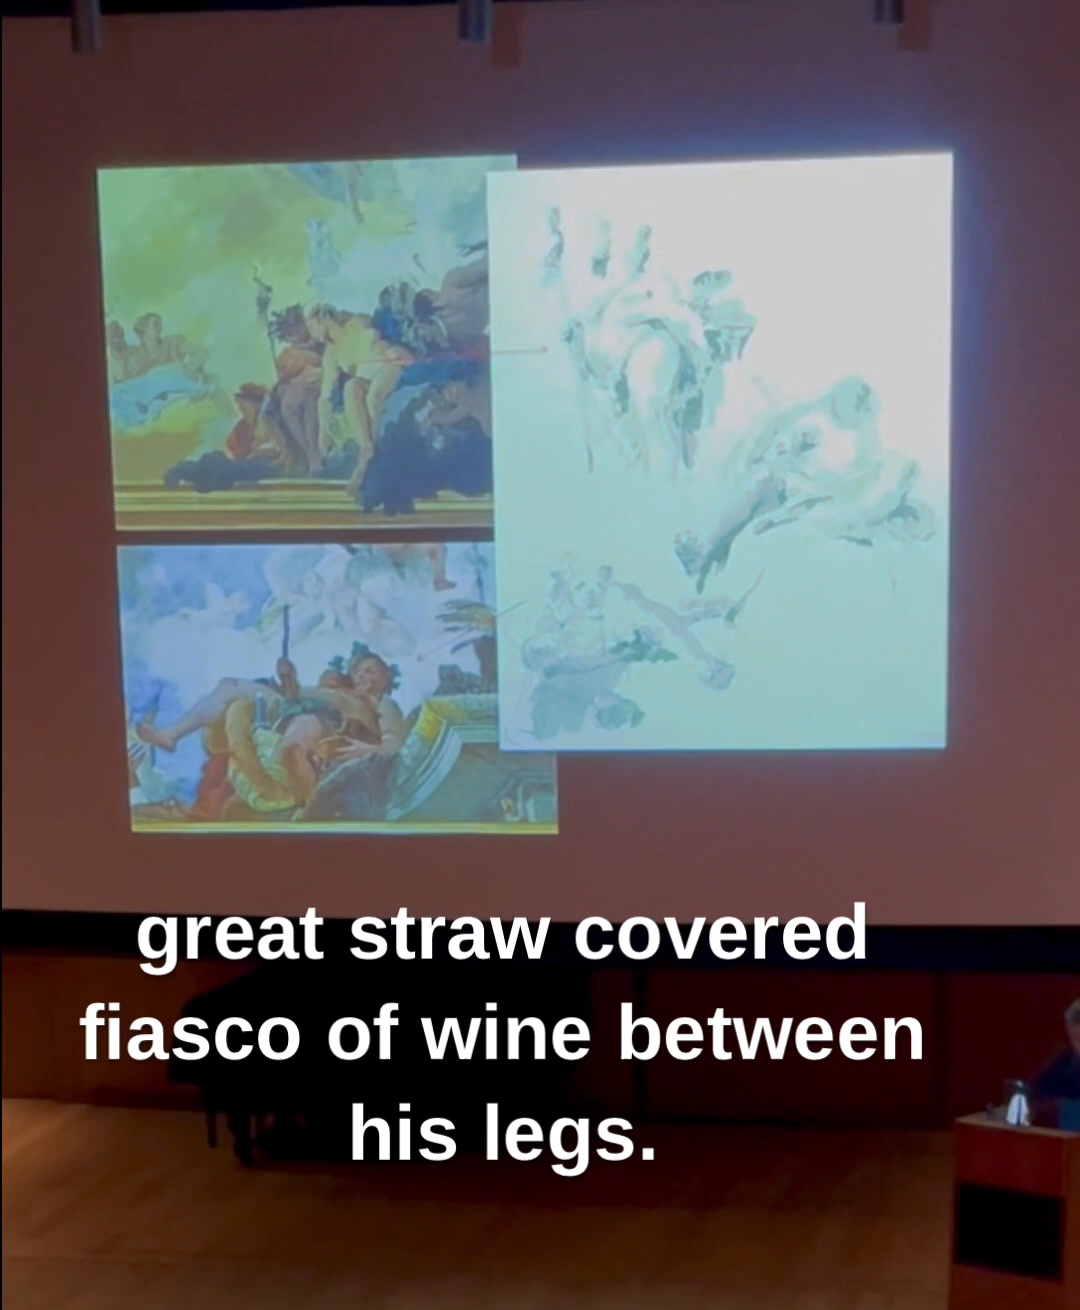 great straw covered
fiasco of wine between
his legs.